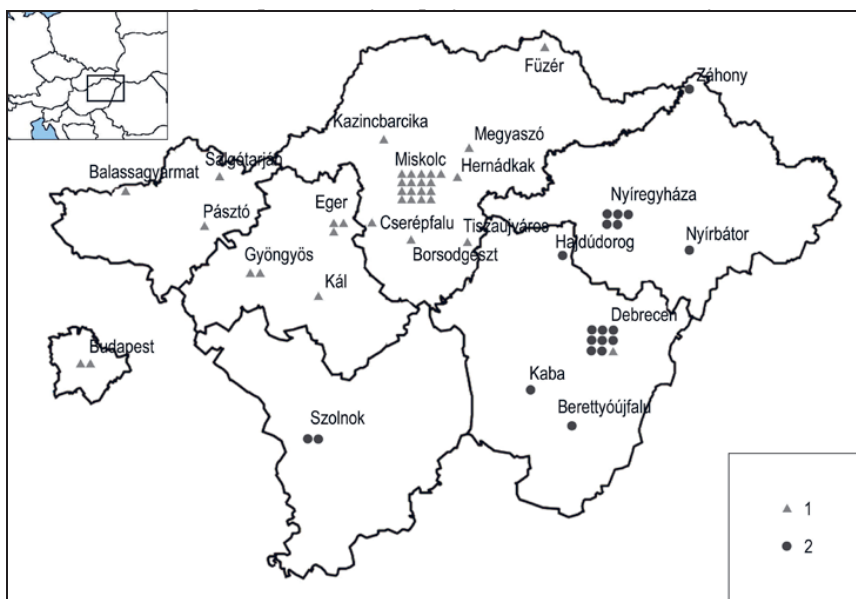 Füzér
Záhony
Kazincbarcika
Megyaszó
Miskolc
Hernádkak
Salgótarján
Balassagyarmat
Nyíregyháza
Eger
Pásztó
Cserépfalu
Tiszaújváros
Nyírbátor
Borsodgeszt
Hajdúdorog
Gyöngyös
Kál
Debrecen
Budapest
Kaba
Szolnok
Berettyóújfalu
1
2